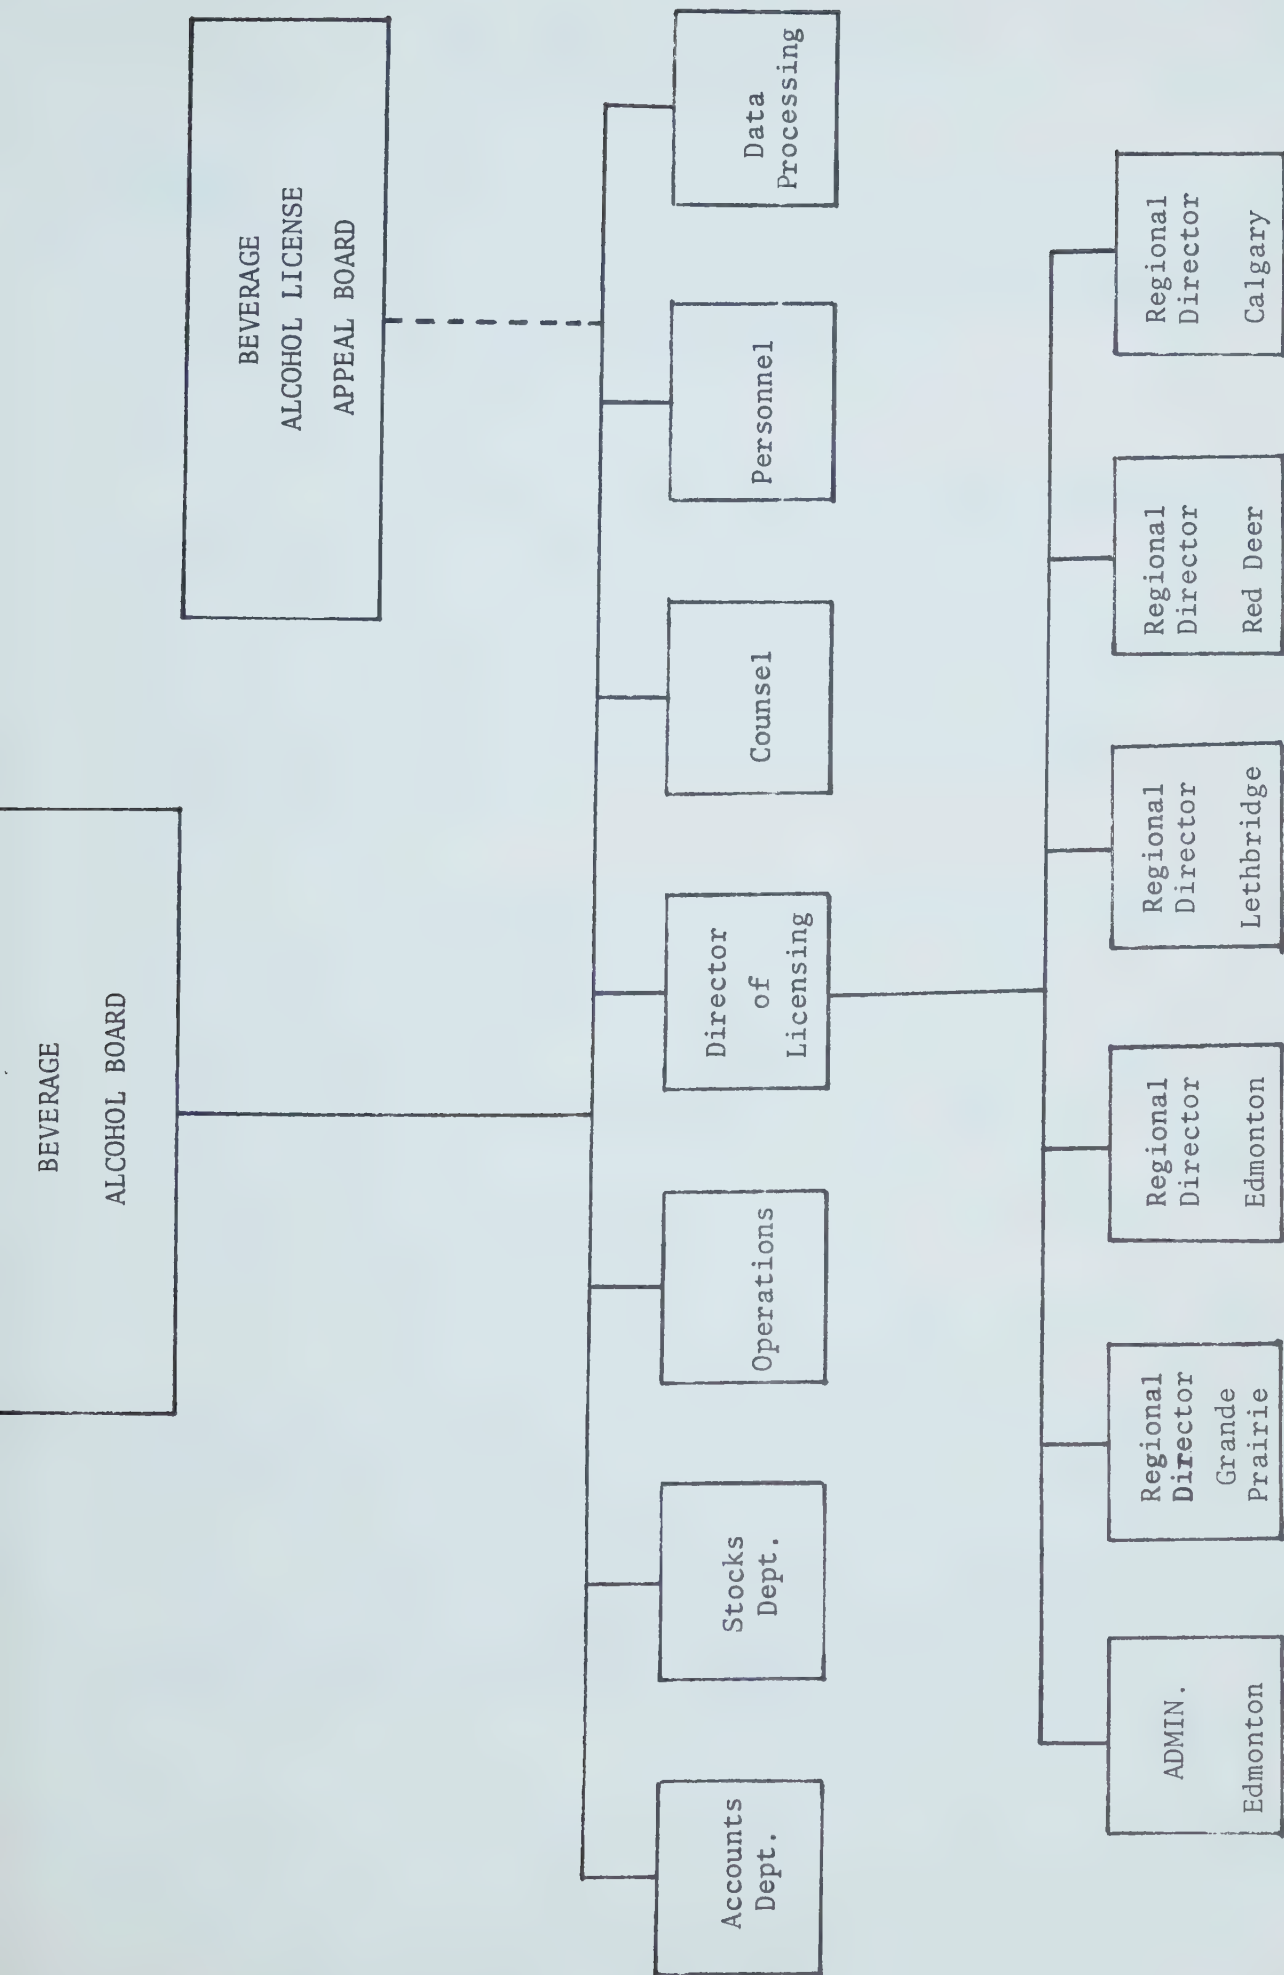 BEVERAGE
ALCOHOL BOARD
BEVERAGE
ALCOHOL LICENSE
APPEAL BOARD
Accounts
Dept.
Stocks
Dept.
Operations
Director
of
Licensing
Counsel
Personnel
Data
Processing
ADMIN.
Edmonton
Regional
Director
Grande
Prairie
Regional
Director
Edmonton
Regional
Director
Lethbridge
Regional
Director
Red Deer
Regional
Director
Calgary